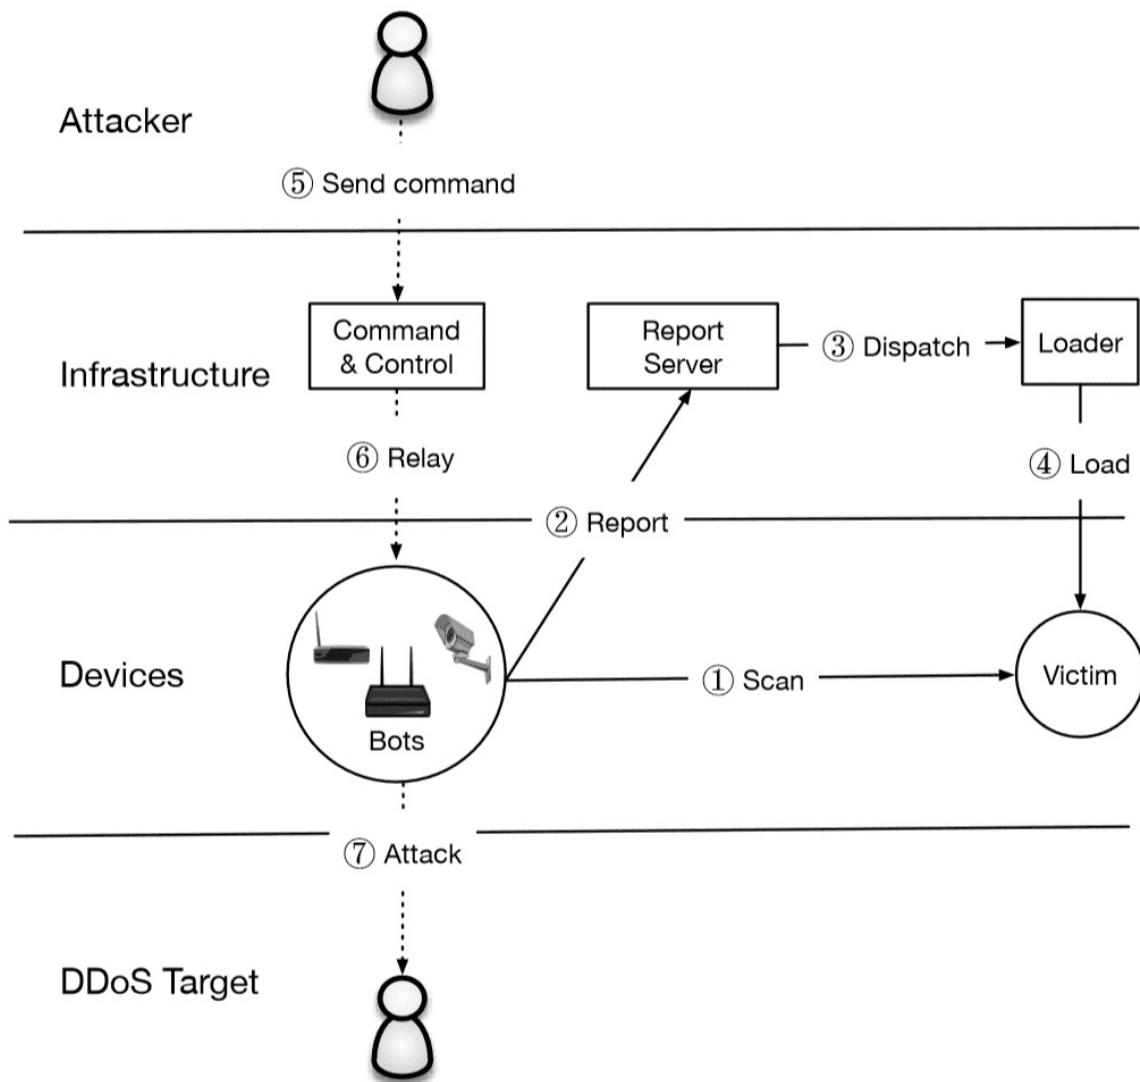 Attacker
⑤ Send command
Infrastructure
Command
& Control
Report
Server
③ Dispatch
Loader
⑥ Relay
④ Load
② Report
Devices
Bots
① Scan
Victim
⑦ Attack
DDoS Target